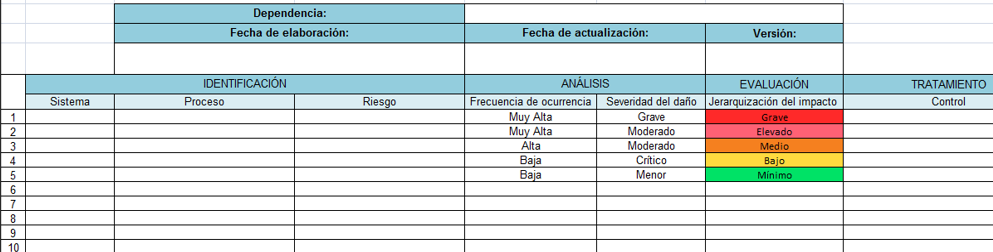 Dependencia:
Fecha de elaboración: Fecha de actualización: Versión:
IDENTIFICACIÓN ANÁLISIS EVALUACIÓN TRATAMIENTO
Sistema Proceso Riesgo Frecuencia de ocurrencia Severidad del daño Jerarquización del impacto Control
1 Muy Alta Grave Grave
2 Muy Alta Moderado Elevado
3 Alta Moderado Medio
4 Baja Crítico Bajo
5 Baja Menor Mínimo
6
7
8
9
10